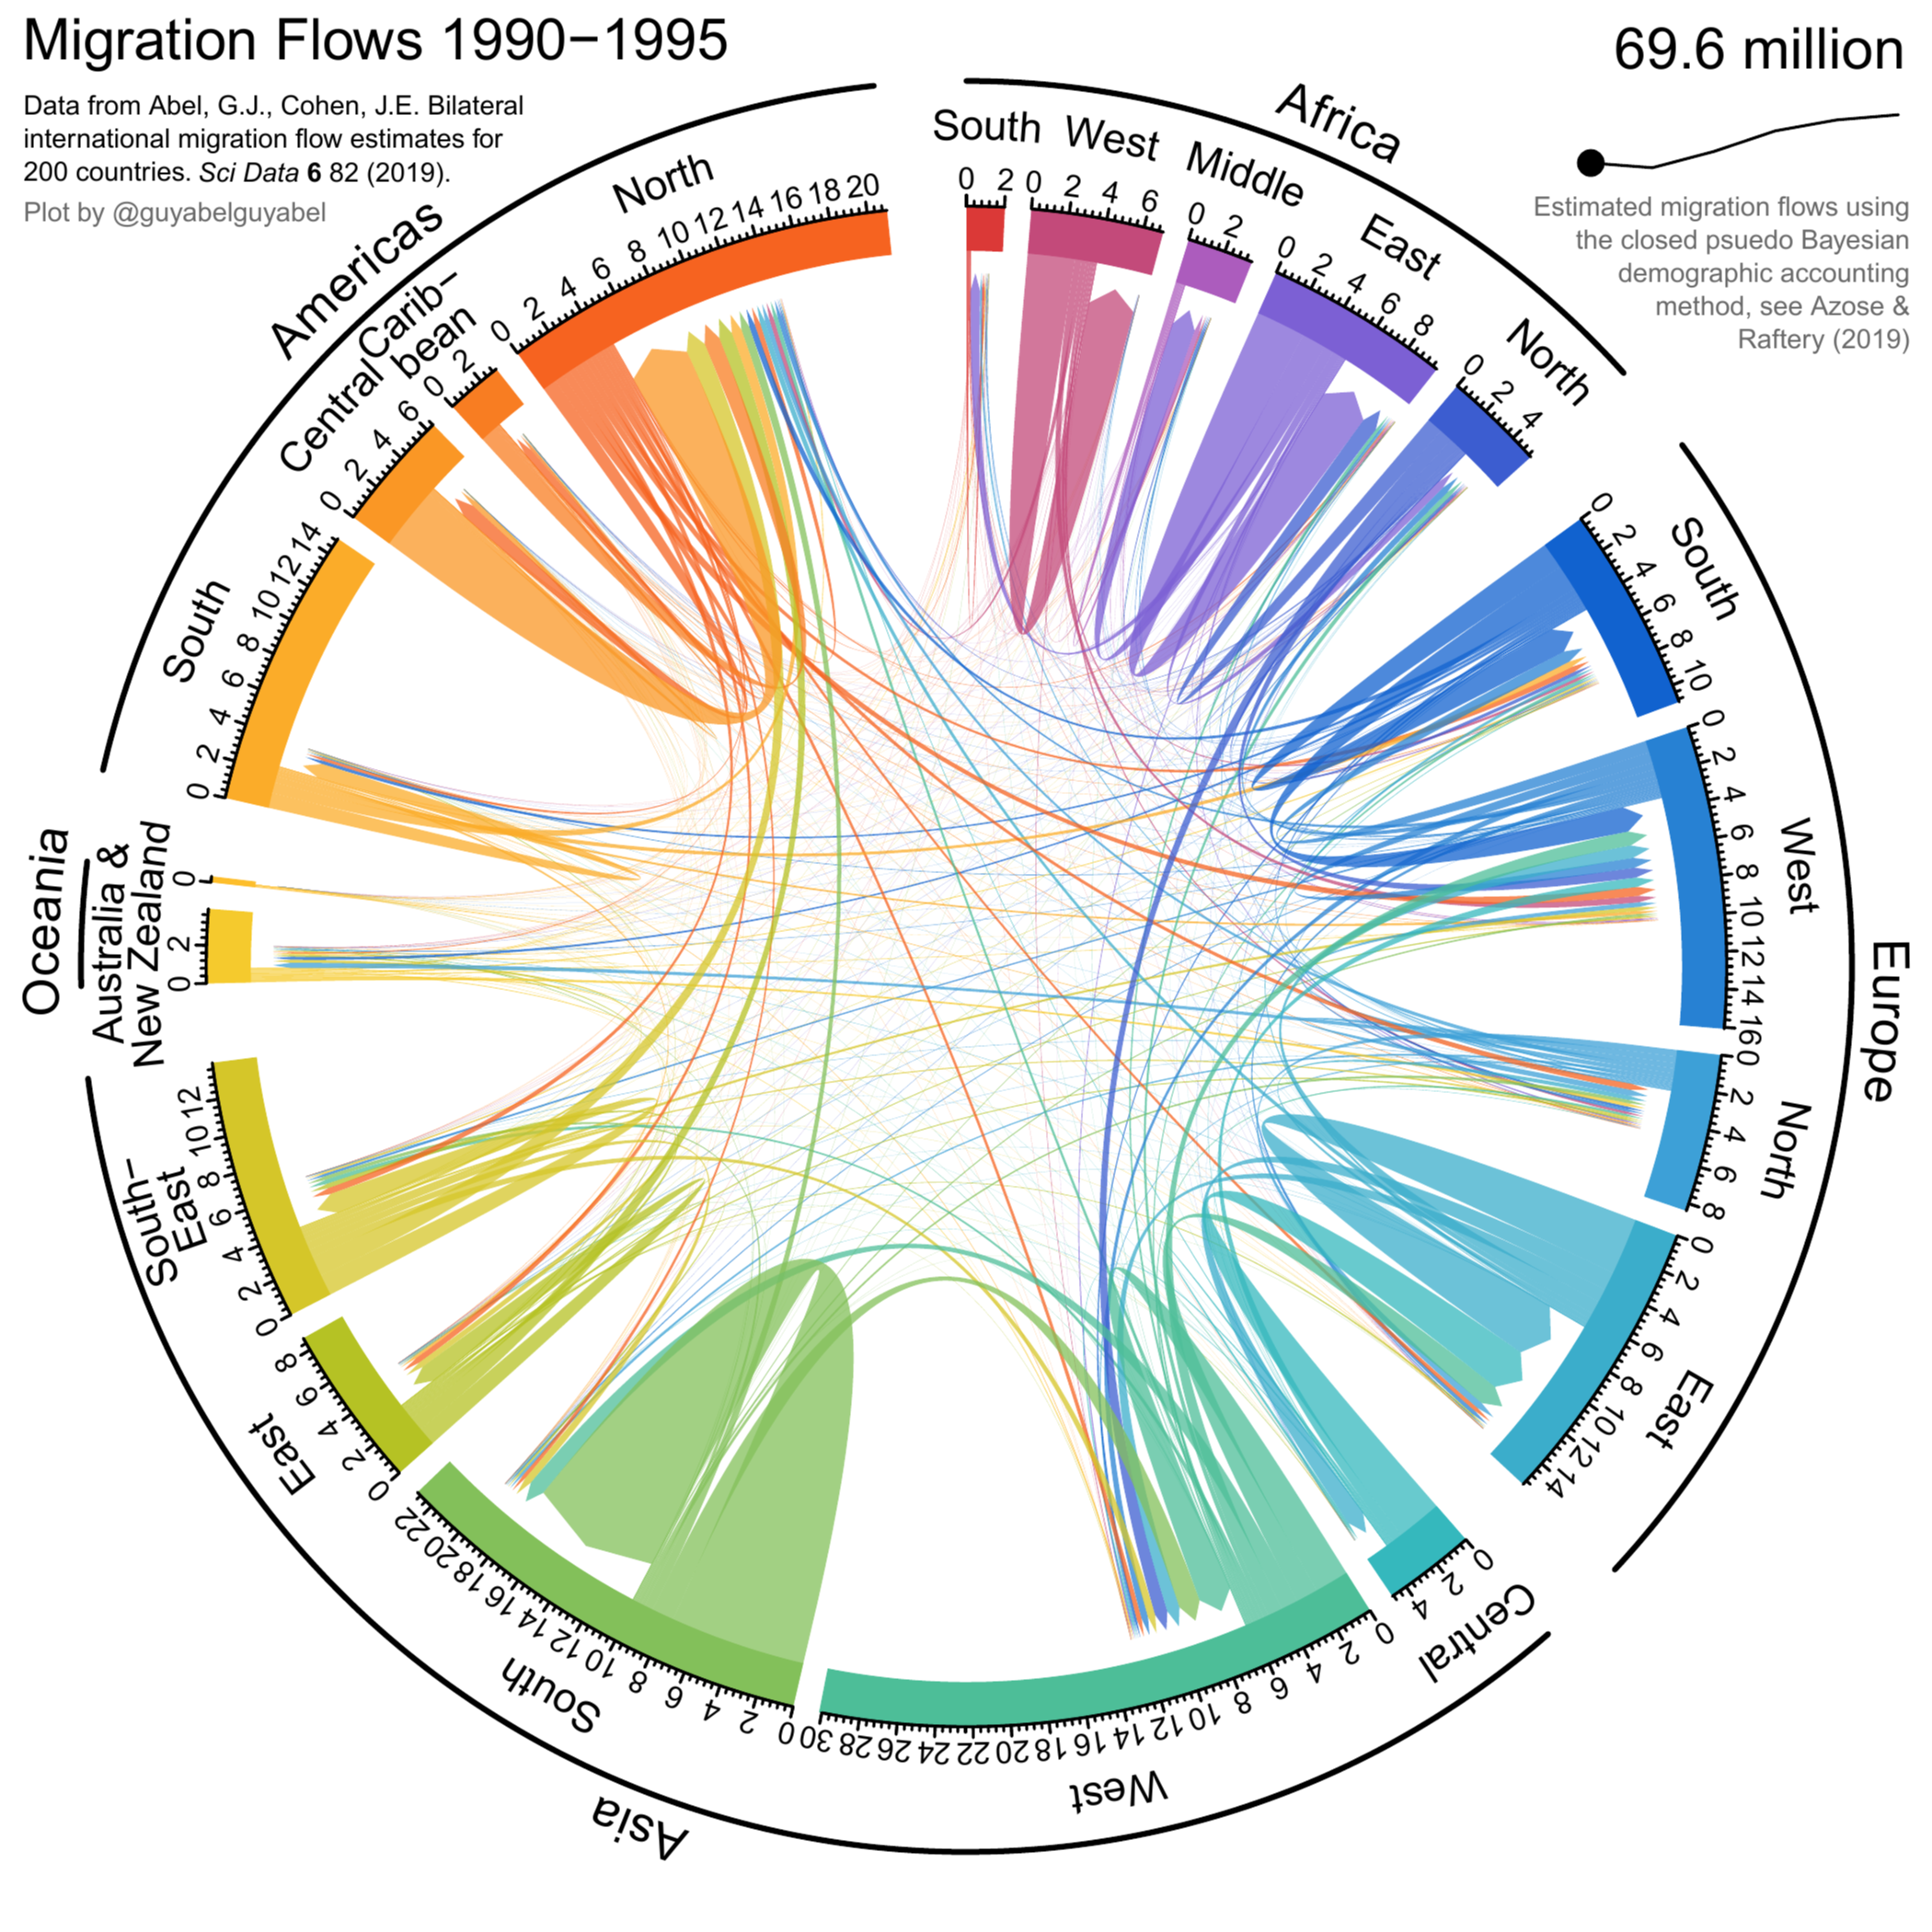 Migration Flows 1990−1995
Data from Abel, G.J., Cohen, J.E. Bilateral
international migration flow estimates for
200 countries. Sci Data 6 82 (2019).
Plot by @guyabelguyabel
69.6 million
Estimated migration flows using
the closed psuedo Bayesian
demographic accounting
method, see Azose &
Raftery (2019)
Africa
South
0 2
West
0 2 4 6
Middle
0 2
East
0 2 4 6 8
North
0 2 4
Europe
South
0 2 4 6 8 10
West
0 2 4 6 8 10 12 14 16
North
0 2 4 6 8
East
0 2 4 6 8 10 12 14
Asia
Central
0 2 4
West
0 2 4 6 8 10 12 14 16 18 20 22 24 26 28 30
South
0 2 4 6 8 10 12 14 16 18 20 22
East
0 2 4 6 8
South−
East
0 2 4 6 8 10 12
Oceania
Australia &
New Zealand
0 2
0
Americas
South
0 2 4 6 8 10 12 14
Central
0 2 4 6
Carib−
bean
0 2
North
0 2 4 6 8 10 12 14 16 18 20